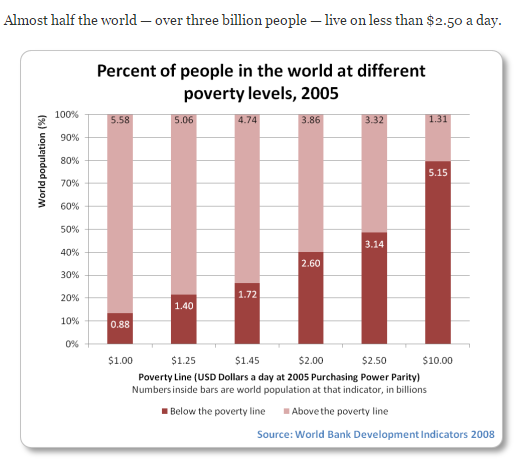 Almost half the world — over three billion people — live on less than $2.50 a day.
Percent of people in the world at different
poverty levels, 2005
World population (%)
100%
90%
80%
70%
60%
50%
40%
30%
20%
10%
0%
5.58 5.06 4.74 3.86 3.32 1.31
0.88 1.40 1.72 2.60 3.14 5.15
$1.00 $1.25 $1.45 $2.00 $2.50 $10.00
Poverty Line (USD Dollars a day at 2005 Purchasing Power Parity)
Numbers inside bars are world population at that indicator, in billions
Below the poverty line Above the poverty line
Source: World Bank Development Indicators 2008